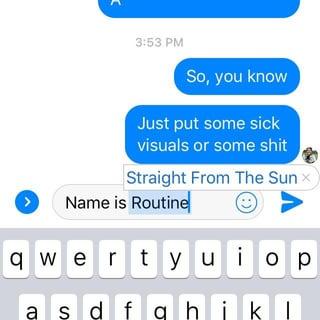 A
3:53 PM
So, you know
Just put some sick
visuals or some shit
Straight From The Sun ×
Name is Routine
q w e r t y u i o p
a s d f g h j k l